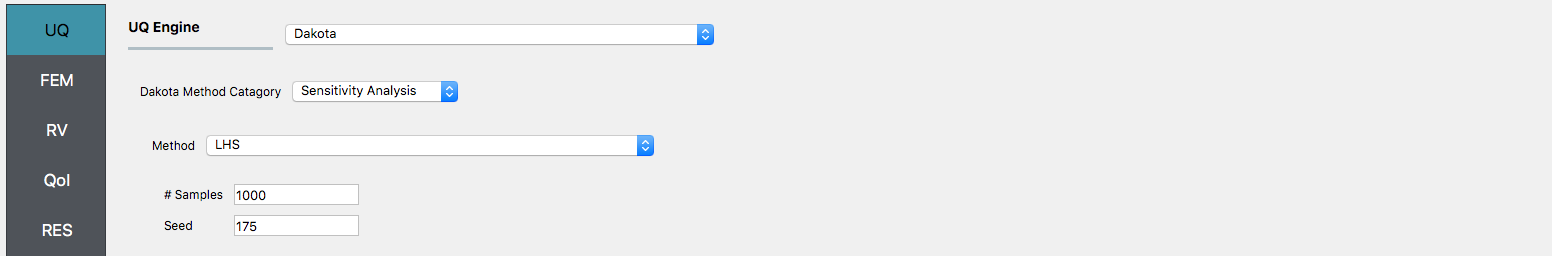 UQ
FEM
RV
QoI
RES
UQ Engine
Dakota
Dakota Method Catagory
Sensitivity Analysis
Method
LHS
# Samples
1000
Seed
175